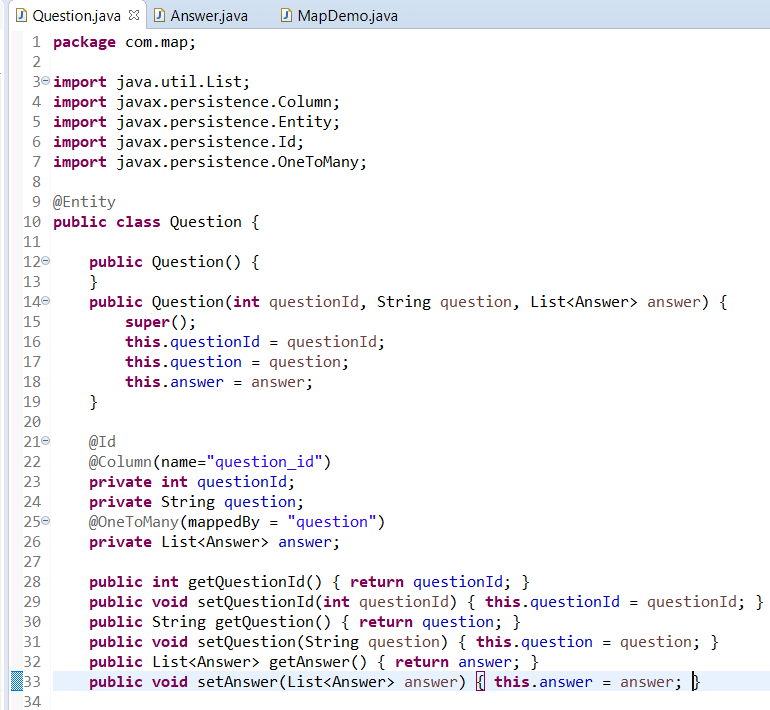 Question.java Answer.java MapDemo.java
1 package com.map;
2
3 import java.util.List;
4 import javax.persistence.Column;
5 import javax.persistence.Entity;
6 import javax.persistence.Id;
7 import javax.persistence.OneToMany;
8
9 @Entity
10 public class Question {
11
12 public Question() {
13 }
14 public Question(int questionId, String question, List<Answer> answer) {
15 super();
16 this.questionId = questionId;
17 this.question = question;
18 this.answer = answer;
19 }
20
21 @Id
22 @Column(name="question_id")
23 private int questionId;
24 private String question;
25 @OneToMany(mappedBy = "question")
26 private List<Answer> answer;
27
28 public int getQuestionId() { return questionId; }
29 public void setQuestionId(int questionId) { this.questionId = questionId; }
30 public String getQuestion() { return question; }
31 public void setQuestion(String question) { this.question = question; }
32 public List<Answer> getAnswer() { return answer; }
33 public void setAnswer(List<Answer> answer) { this.answer = answer; }
34